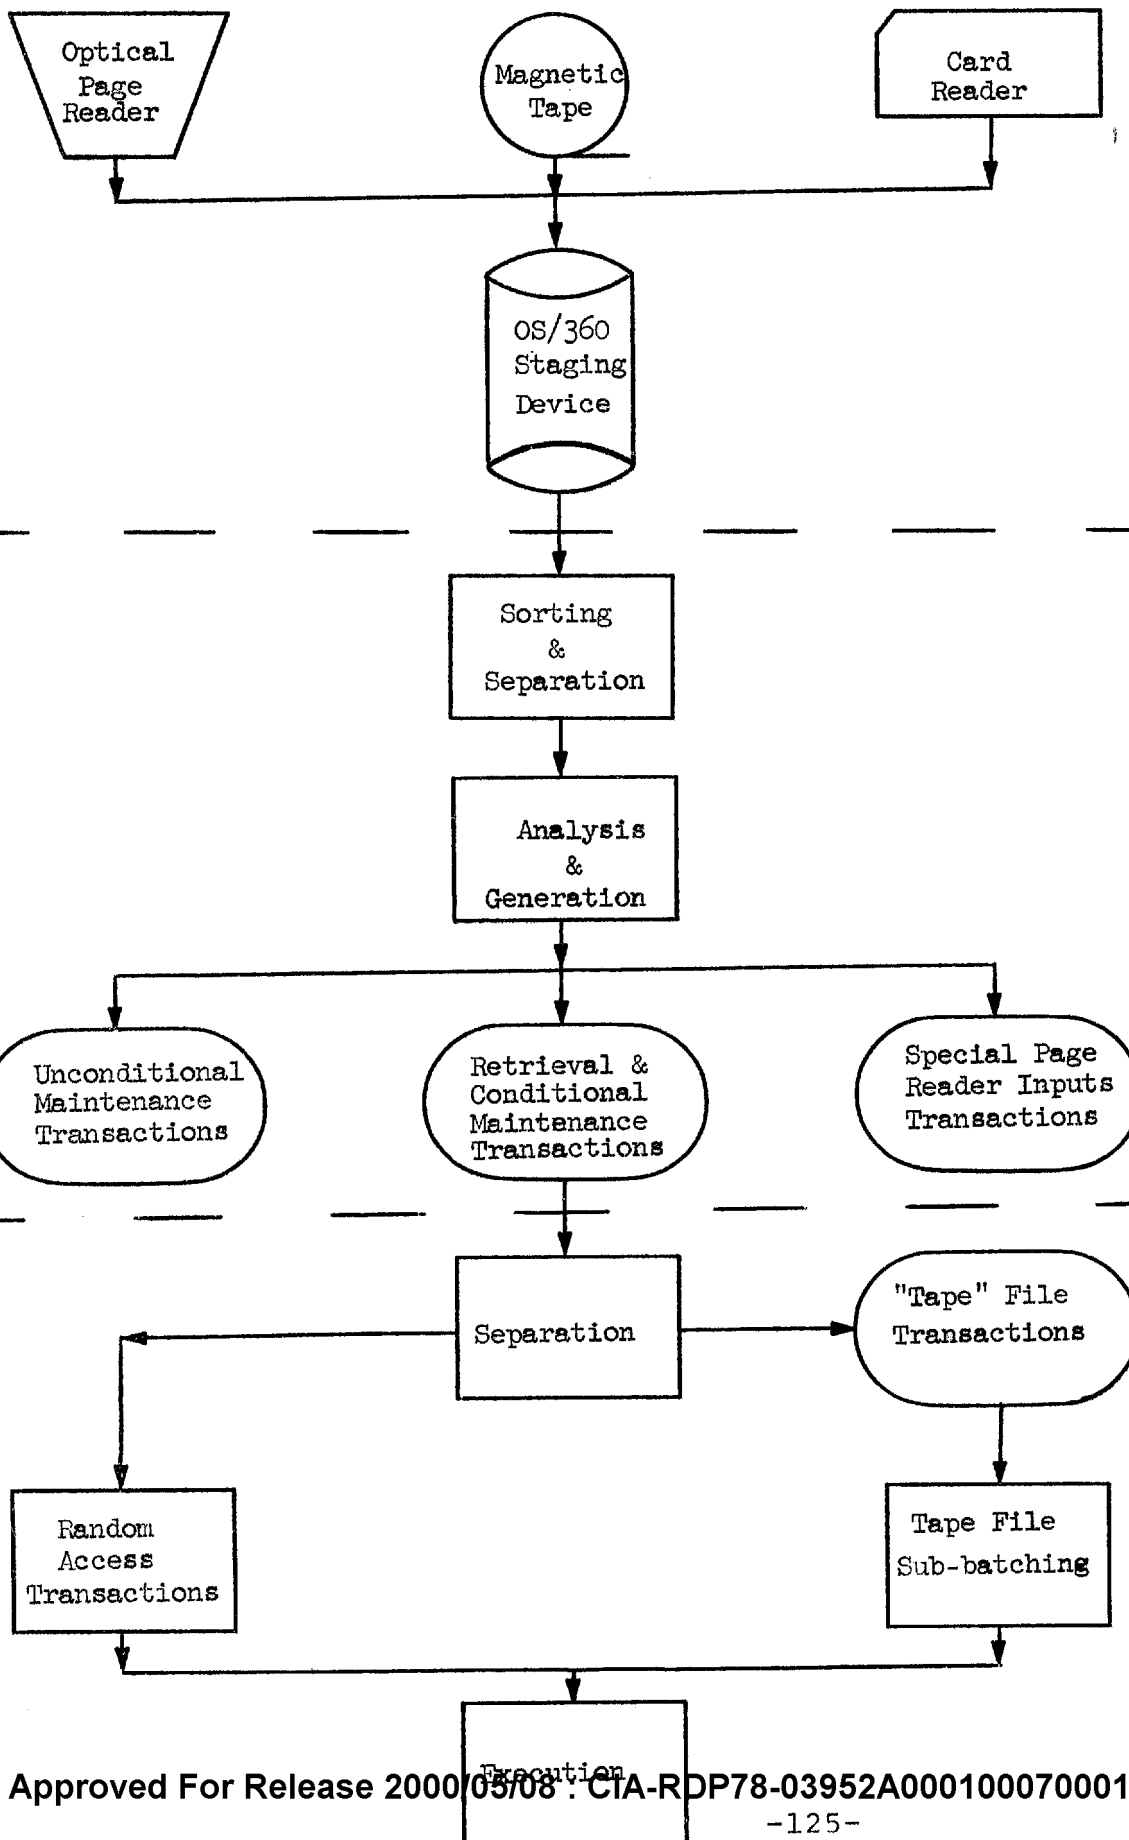 Optical
Page
Reader
Magnetic
Tape
Card
Reader
OS/360
Staging
Device
Sorting
&
Separation
Analysis
&
Generation
Unconditional
Maintenance
Transactions
Retrieval &
Conditional
Maintenance
Transactions
Special Page
Reader Inputs
Transactions
Separation
"Tape" File
Transactions
Random
Access
Transactions
Tape File
Sub-batching
Execution
Approved For Release 2000/05/08 : CIA-RDP78-03952A000100070001
-125-